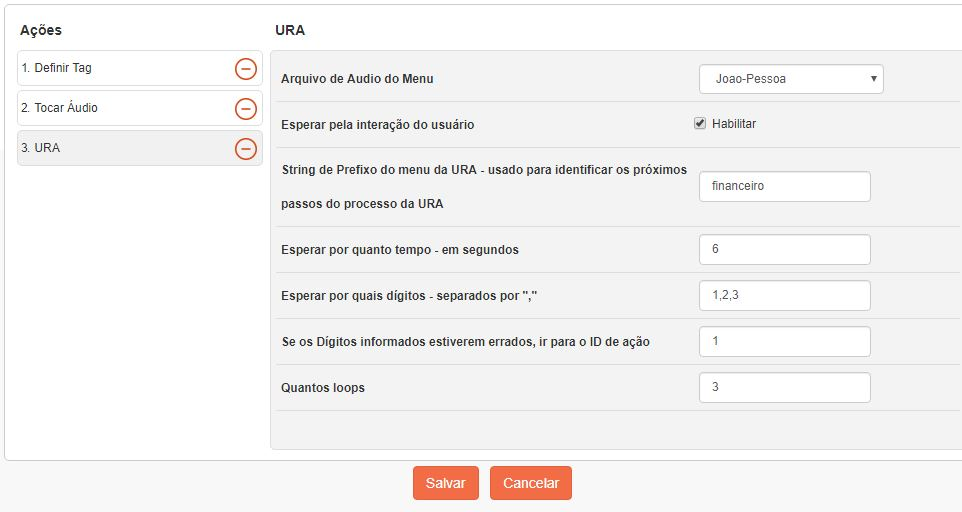 Ações
1. Definir Tag
2. Tocar Áudio
3. URA
URA
Arquivo de Audio do Menu
Joao-Pessoa
Esperar pela interação do usuário
Habilitar
String de Prefixo do menu da URA - usado para identificar os próximos
passos do processo da URA
financeiro
Esperar por quanto tempo - em segundos
6
Esperar por quais dígitos - separados por ","
1,2,3
Se os Dígitos informados estiverem errados, ir para o ID de ação
1
Quantos loops
3
Salvar
Cancelar